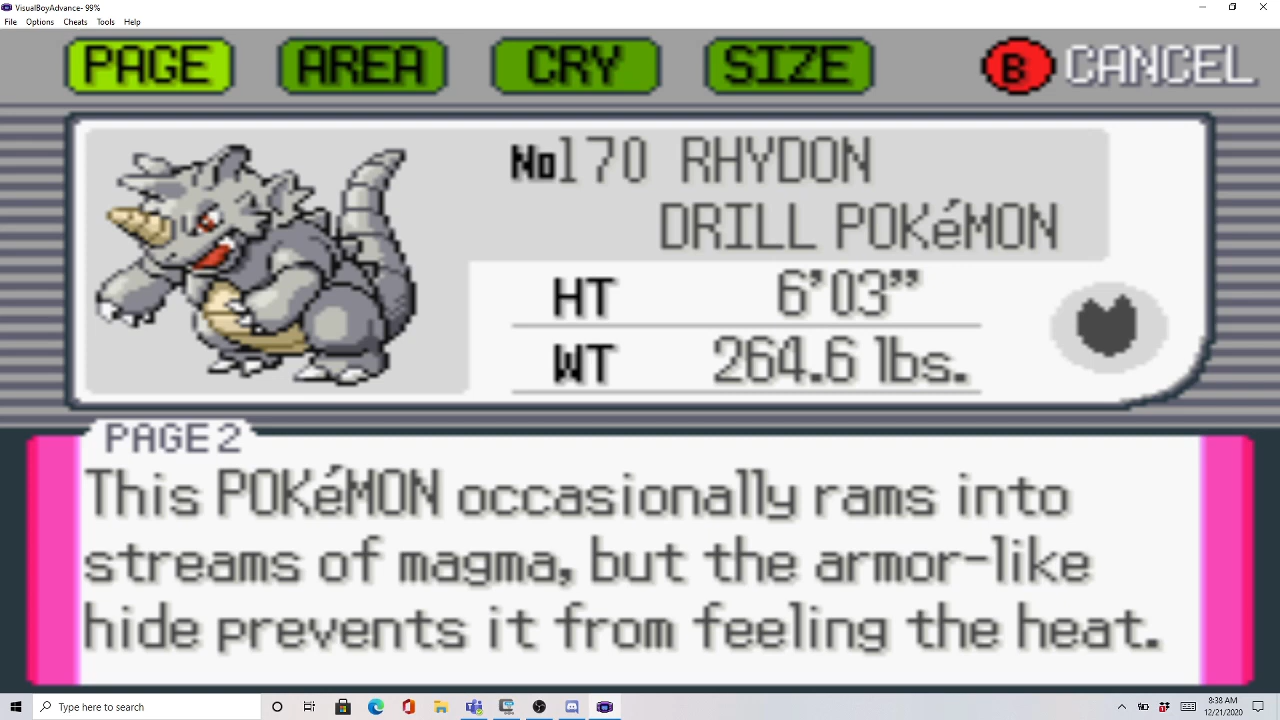 VisualBoyAdvance- 99%
File Options Cheats Tools Help
PAGE AREA CRY SIZE B CANCEL
No170 RHYDON
DRILL POKéMON
HT 6'03"
WT 264.6 lbs.
PAGE 2
This POKéMON occasionally rams into
streams of magma, but the armor-like
hide prevents it from feeling the heat.
Type here to search
8:38 AM
12/21/2020